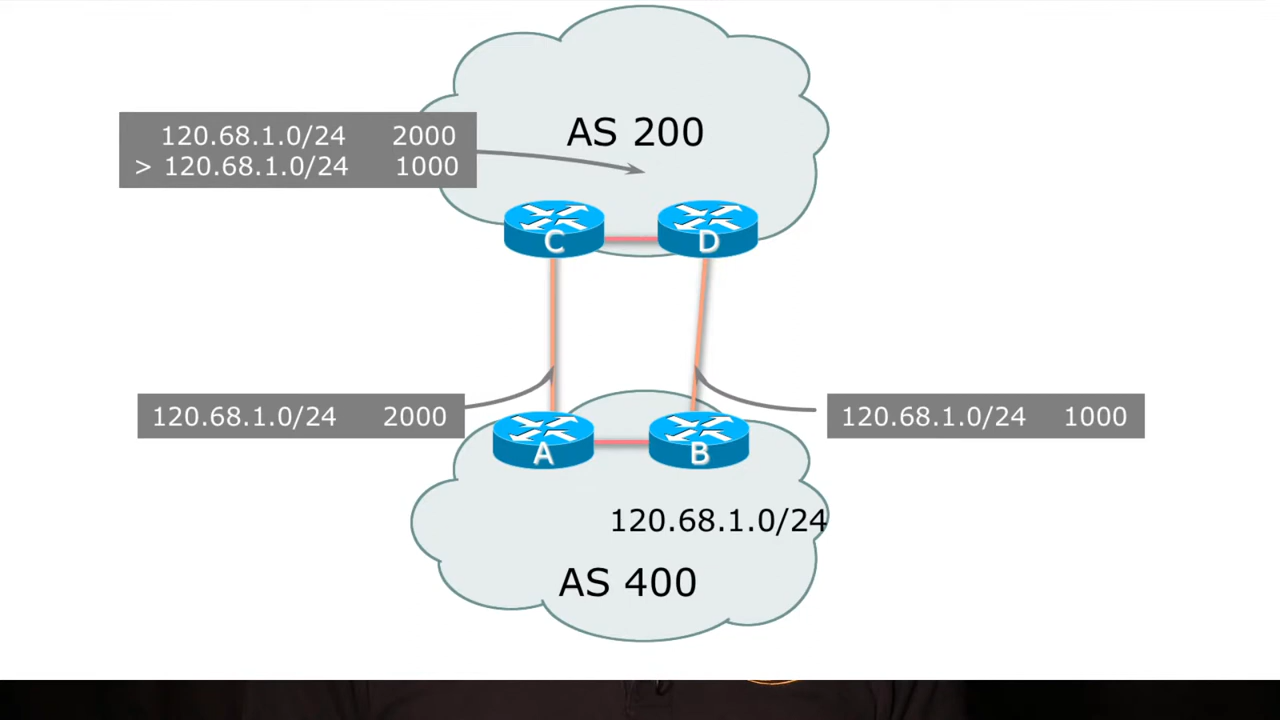 AS 200
120.68.1.0/24 2000
> 120.68.1.0/24 1000
C
D
120.68.1.0/24 2000
120.68.1.0/24 1000
A
B
120.68.1.0/24
AS 400